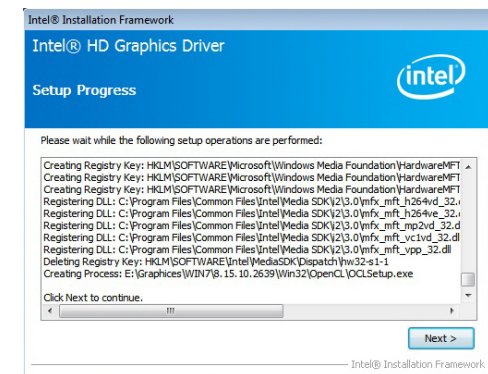 Intel® Installation Framework
Intel® HD Graphics Driver
intel
Setup Progress
Please wait while the following setup operations are performed:
Creating Registry Key: HKLM\SOFTWARE\Microsoft\Windows Media Foundation\HardwareMFT
Creating Registry Key: HKLM\SOFTWARE\Microsoft\Windows Media Foundation\HardwareMFT
Creating Registry Key: HKLM\SOFTWARE\Microsoft\Windows Media Foundation\HardwareMFT
Registering DLL: C:\Program Files\Common Files\Intel\Media SDK\i2\3.0\mfx_mft_h264vd_32.
Registering DLL: C:\Program Files\Common Files\Intel\Media SDK\i2\3.0\mfx_mft_h264ve_32.
Registering DLL: C:\Program Files\Common Files\Intel\Media SDK\i2\3.0\mfx_mft_mp2vd_32.d
Registering DLL: C:\Program Files\Common Files\Intel\Media SDK\i2\3.0\mfx_mft_vc1vd_32.dl
Registering DLL: C:\Program Files\Common Files\Intel\Media SDK\i2\3.0\mfx_mft_vpp_32.dll
Deleting Registry Key: HKLM\SOFTWARE\Intel\MediaSDK\Dispatch\hw32-s1-1
Creating Process: E:\Graphices\WIN7\8.15.10.2639\Win32\OpenCL\OCLSetup.exe
Click Next to continue.
Next >
Intel® Installation Framework